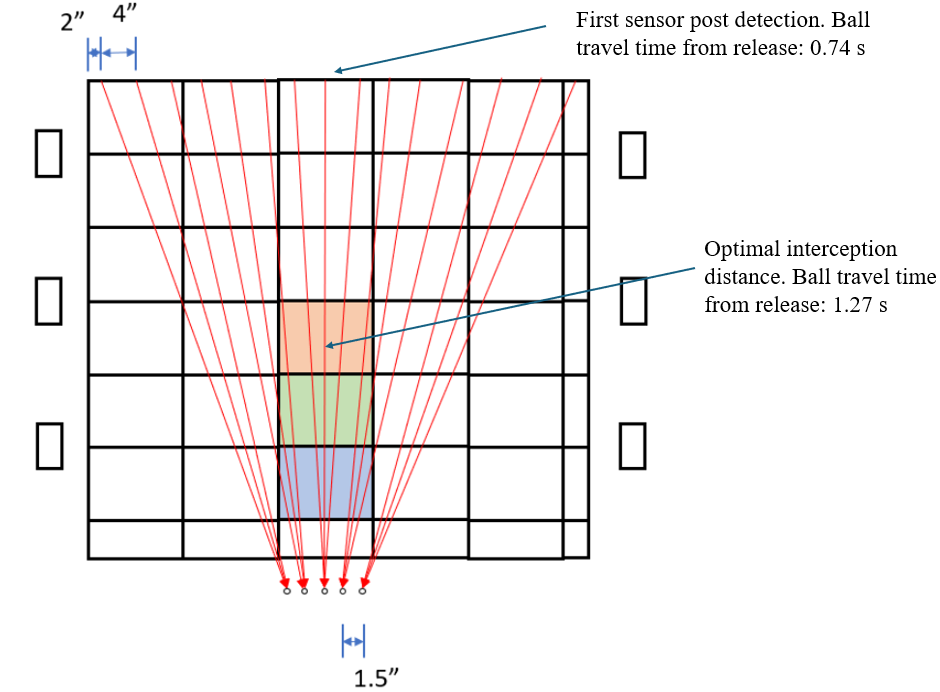 2” 4”
First sensor post detection. Ball
travel time from release: 0.74 s
Optimal interception
distance. Ball travel time
from release: 1.27 s
1.5”